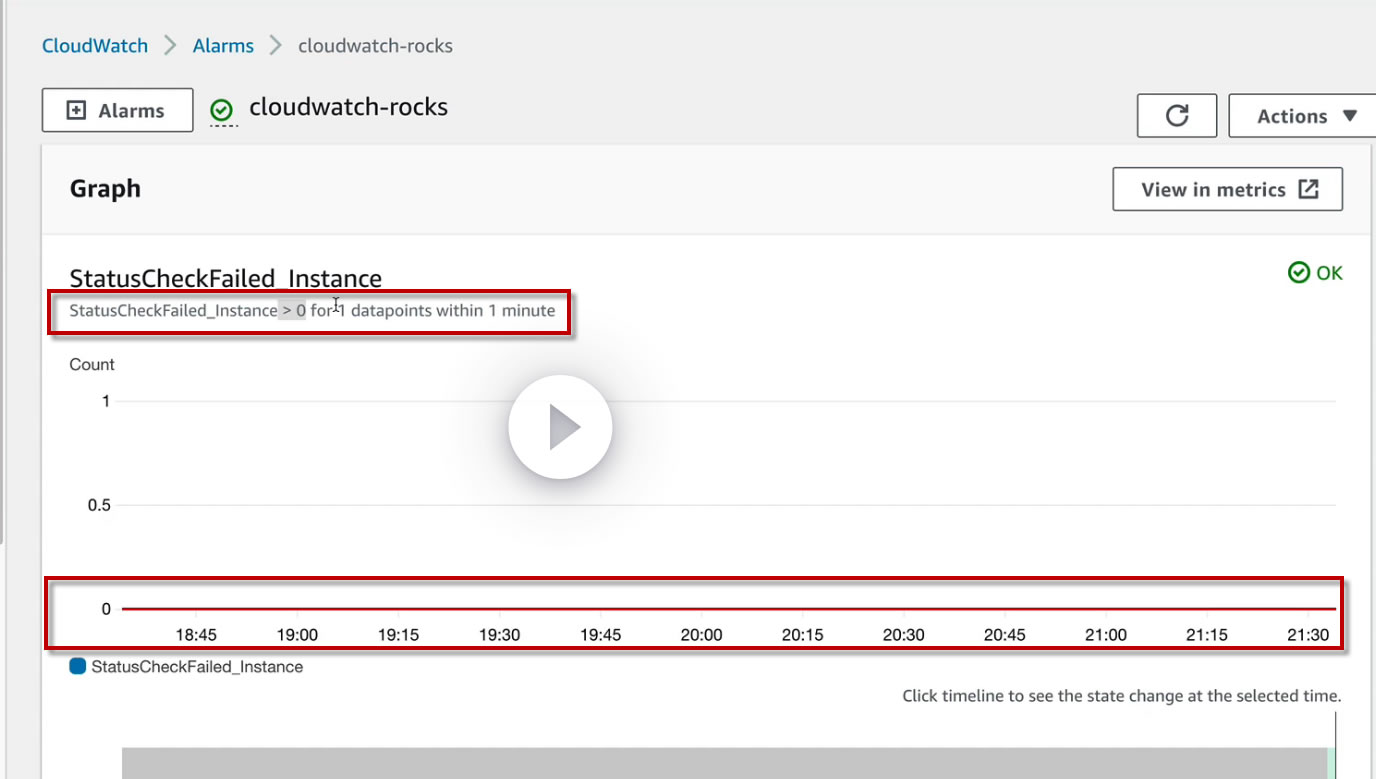 CloudWatch > Alarms > cloudwatch-rocks
Alarms
cloudwatch-rocks
Actions
Graph
View in metrics
StatusCheckFailed_Instance
OK
StatusCheckFailed_Instance > 0 for 1 datapoints within 1 minute
Count
1
0.5
0
18:45 19:00 19:15 19:30 19:45 20:00 20:15 20:30 20:45 21:00 21:15 21:30
StatusCheckFailed_Instance
Click timeline to see the state change at the selected time.